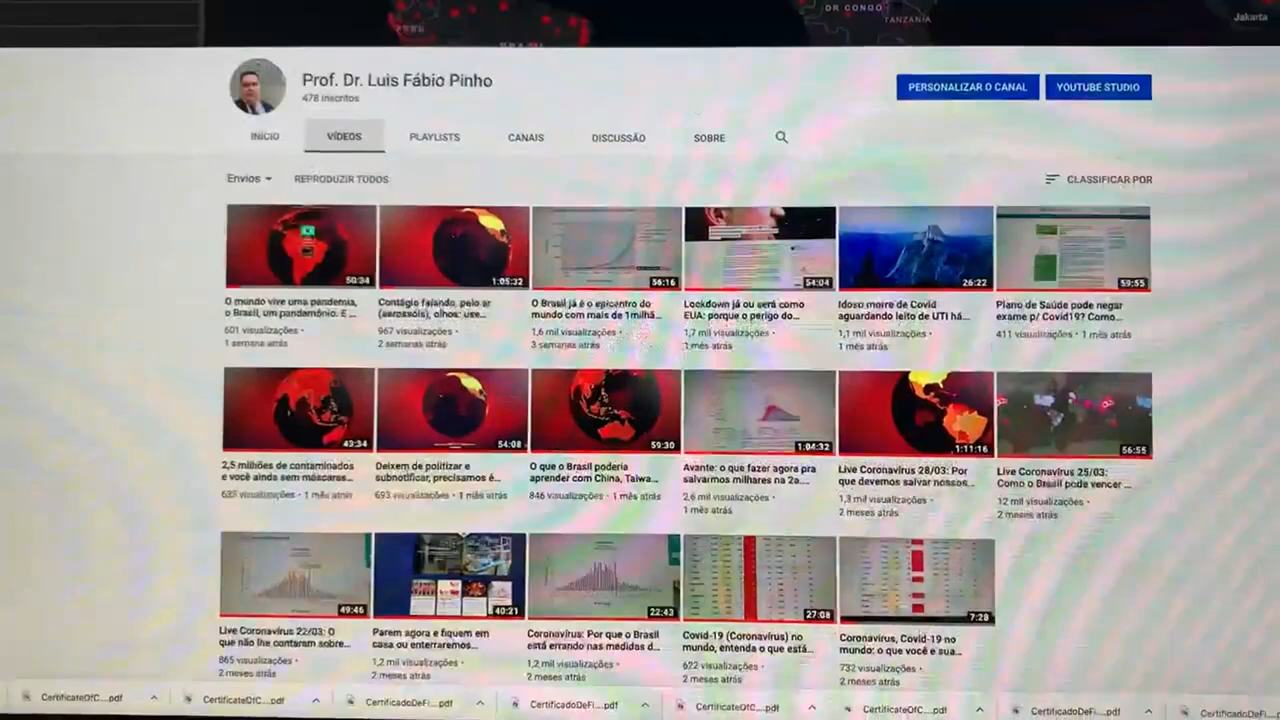 PERU
BRASIL
DR CONGO
TANZANIA
Jakarta
Prof. Dr. Luis Fábio Pinho
478 inscritos
PERSONALIZAR O CANAL
YOUTUBE STUDIO
INÍCIO
VÍDEOS
PLAYLISTS
CANAIS
DISCUSSÃO
SOBRE
Envios
REPRODUZIR TODOS
CLASSIFICAR POR
50:34
1:05:32
56:16
54:04
26:22
59:55
O mundo vive uma pandemia,
o Brasil, um pandemônio. E ...
601 visualizações •
1 semana atrás
Contágio falando, pelo ar
(aerossóis), olhos: use...
967 visualizações •
2 semanas atrás
O Brasil já é o epicentro do
mundo com mais de 1milhã...
1,6 mil visualizações •
3 semanas atrás
Lockdown já ou será como
EUA: porque o perigo do...
1,7 mil visualizações •
1 mês atrás
Idoso morre de Covid
aguardando leito de UTI há...
1,1 mil visualizações •
1 mês atrás
Plano de Saúde pode negar
exame p/ Covid19? Como...
411 visualizações • 1 mês atrás
43:34
54:08
59:30
1:04:32
1:11:16
56:55
2,5 milhões de contaminados
e você ainda sem máscaras...
635 visualizações • 1 mês atrás
Deixem de politizar e
subnotificar, precisamos é...
693 visualizações • 1 mês atrás
O que o Brasil poderia
aprender com China, Taiwa...
846 visualizações • 1 mês atrás
Avante: o que fazer agora pra
salvarmos milhares na 2a....
2,6 mil visualizações •
1 mês atrás
Live Coronavírus 28/03: Por
que devemos salvar nossos...
1,3 mil visualizações •
2 meses atrás
Live Coronavírus 25/03:
Como o Brasil pode vencer ...
12 mil visualizações •
2 meses atrás
49:46
40:21
22:43
27:08
7:28
Live Coronavírus 22/03: O
que não lhe contaram sobre...
865 visualizações •
2 meses atrás
Parem agora e fiquem em
casa ou enterraremos...
1,2 mil visualizações •
2 meses atrás
Coronavírus: Por que o Brasil
está errando nas medidas d...
1,2 mil visualizações •
2 meses atrás
Covid-19 (Coronavírus) no
mundo, entenda o que está...
622 visualizações •
2 meses atrás
Coronavírus, Covid-19 no
mundo: o que você e sua...
732 visualizações •
2 meses atrás
CertificateOfC....pdf
CertificateOfC....pdf
CertificadoDeFi....pdf
CertificadoDeFi....pdf
CertificateOfC....pdf
CertificateOfC....pdf
CertificadoDeFi....pdf
CertificadoDeFi....pdf